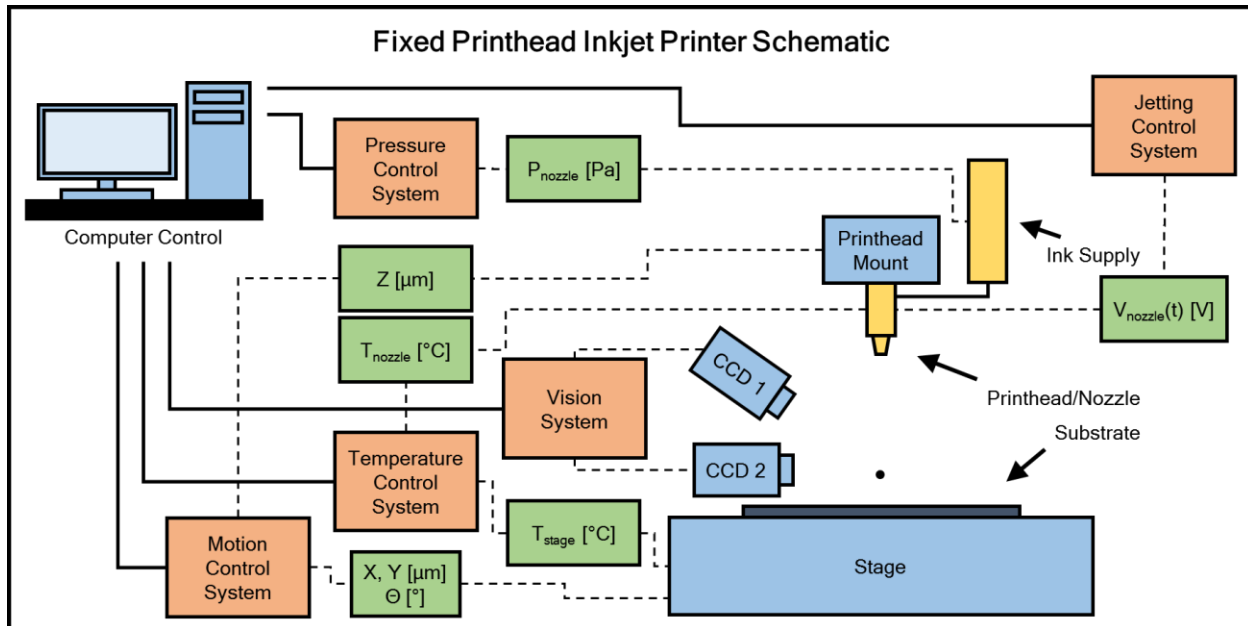 Fixed Printhead Inkjet Printer Schematic
Jetting
Control
System
Pressure
Control
System
Pnozzle [Pa]
Computer Control
Printhead
Mount
Ink Supply
Z [µm]
Vnozzle(t) [V]
Tnozzle [°C]
CCD 1
Vision
System
Printhead/Nozzle
Substrate
Temperature
Control
System
CCD 2
Tstage [°C]
Motion
Control
System
X, Y [µm]
Θ [°]
Stage